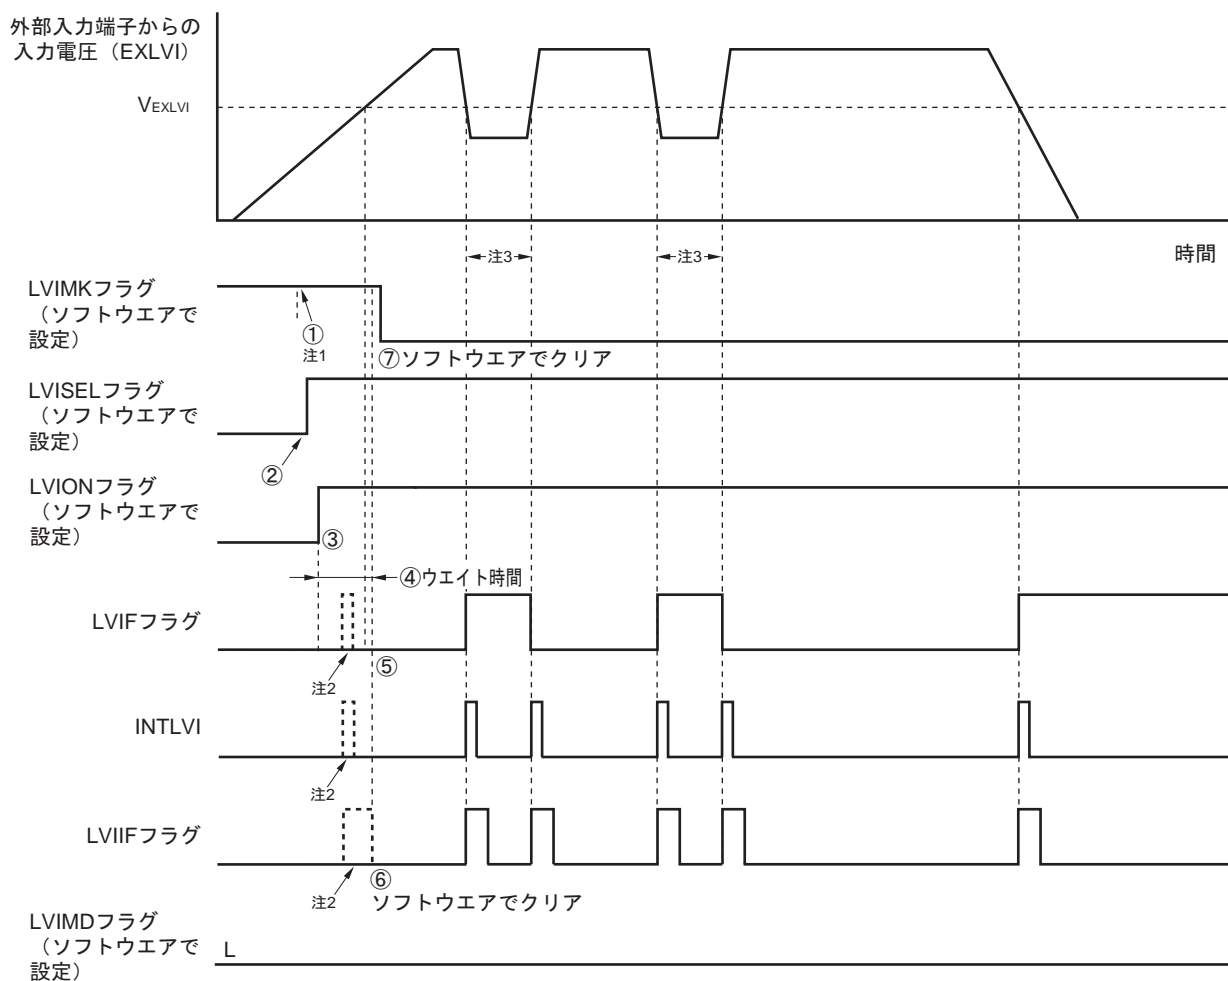 外部入力端子からの
入力電圧（EXLVI）
VEXLVI
時間
注3
注3
LVIMKフラグ
（ソフトウエアで
設定）
①
注1
⑦ソフトウエアでクリア
LVISELフラグ
（ソフトウエアで
設定）
②
LVIONフラグ
（ソフトウエアで
設定）
③
④ウエイト時間
LVIFフラグ
⑤
注2
INTLVI
注2
LVIIFフラグ
注2
⑥
ソフトウエアでクリア
LVIMDフラグ
（ソフトウエアで
設定）
L